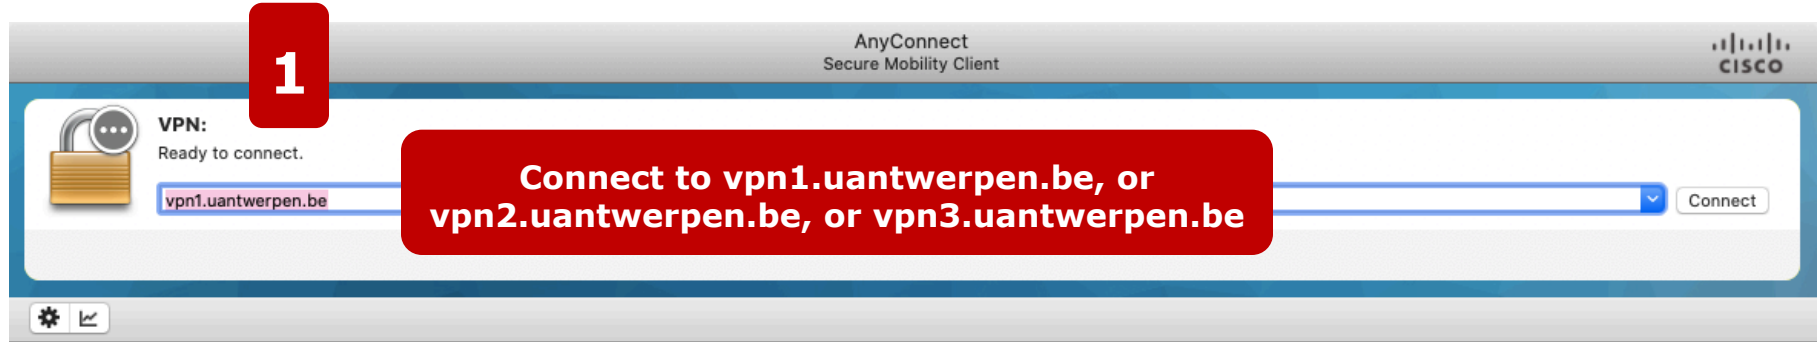 1
AnyConnect
Secure Mobility Client
CISCO
VPN:
Ready to connect.
vpn1.uantwerpen.be
Connect to vpn1.uantwerpen.be, or
vpn2.uantwerpen.be, or vpn3.uantwerpen.be
Connect